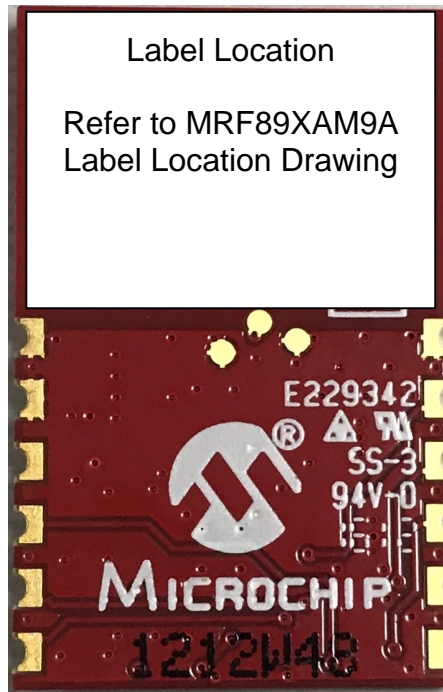 Label Location
Refer to MRF89XAM9A
Label Location Drawing
E229342
®
SS-3
94V-0
MICROCHIP
1212W48